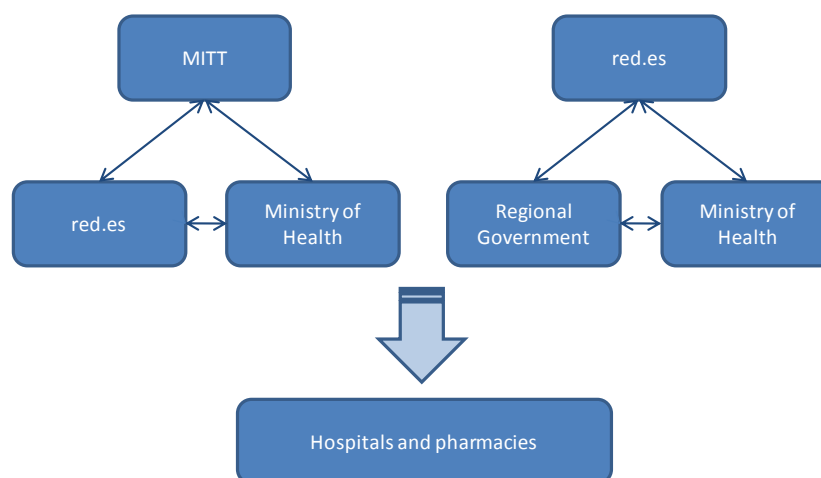 MITT
red.es
red.es
Ministry of
Health
Regional
Government
Ministry of
Health
Hospitals and pharmacies